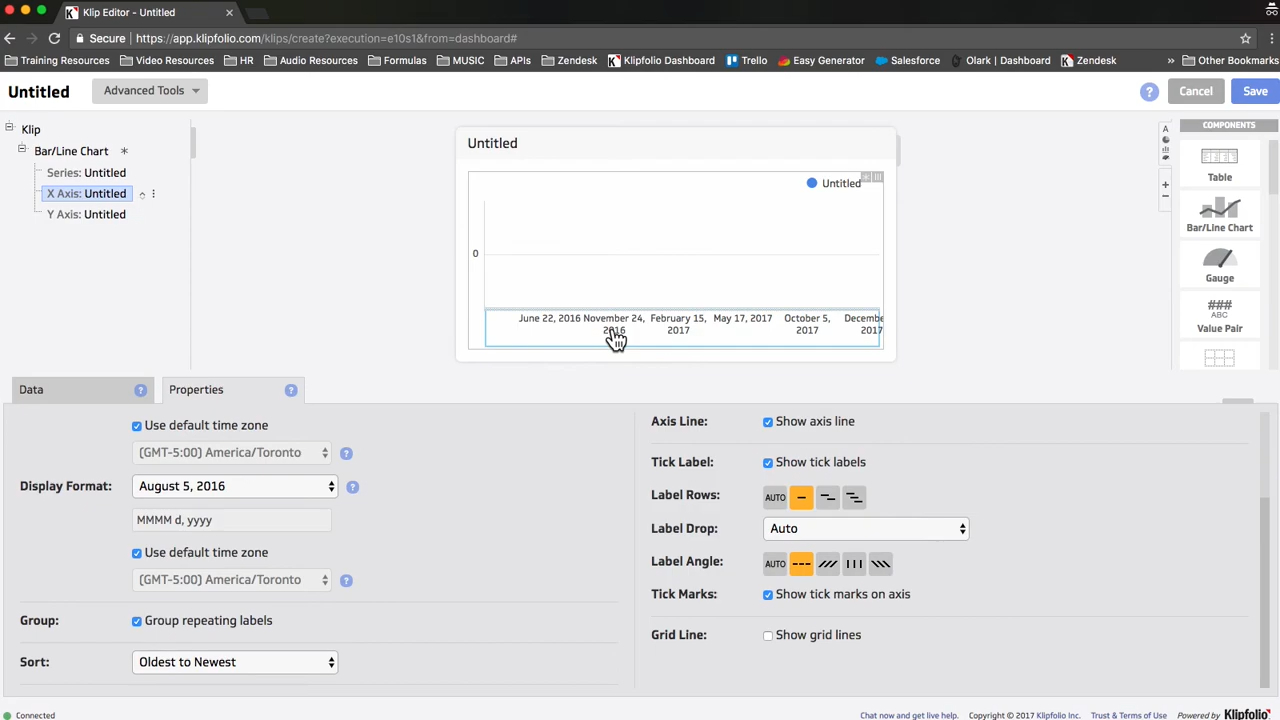 Klip Editor - Untitled
Secure | https://app.klipfolio.com/klips/create?execution=e10s1&from=dashboard#
Training Resources Video Resources HR Audio Resources Formulas MUSIC APIs Zendesk Klipfolio Dashboard Trello Easy Generator Salesforce Olark | Dashboard Zendesk » Other Bookmarks
Untitled Advanced Tools ? Cancel Save
Klip
Bar/Line Chart
Series: Untitled
X Axis: Untitled
Y Axis: Untitled
Untitled
Untitled
0
June 22, 2016 November 24, 2016 February 15, 2017 May 17, 2017 October 5, 2017 Decembe 2017
A
COMPONENTS
Table
Bar/Line Chart
Gauge
###
ABC
Value Pair
Data ? Properties ?
Use default time zone
(GMT-5:00) America/Toronto ?
Display Format: August 5, 2016 ?
MMMM d, yyyy
Use default time zone
(GMT-5:00) America/Toronto ?
Group: Group repeating labels
Sort: Oldest to Newest
Axis Line: Show axis line
Tick Label: Show tick labels
Label Rows: AUTO
Label Drop: Auto
Label Angle: AUTO
Tick Marks: Show tick marks on axis
Grid Line: Show grid lines
Connected
Chat now and get live help. Copyright © 2017 Klipfolio Inc. Trust & Terms of Use Powered by Klipfolio